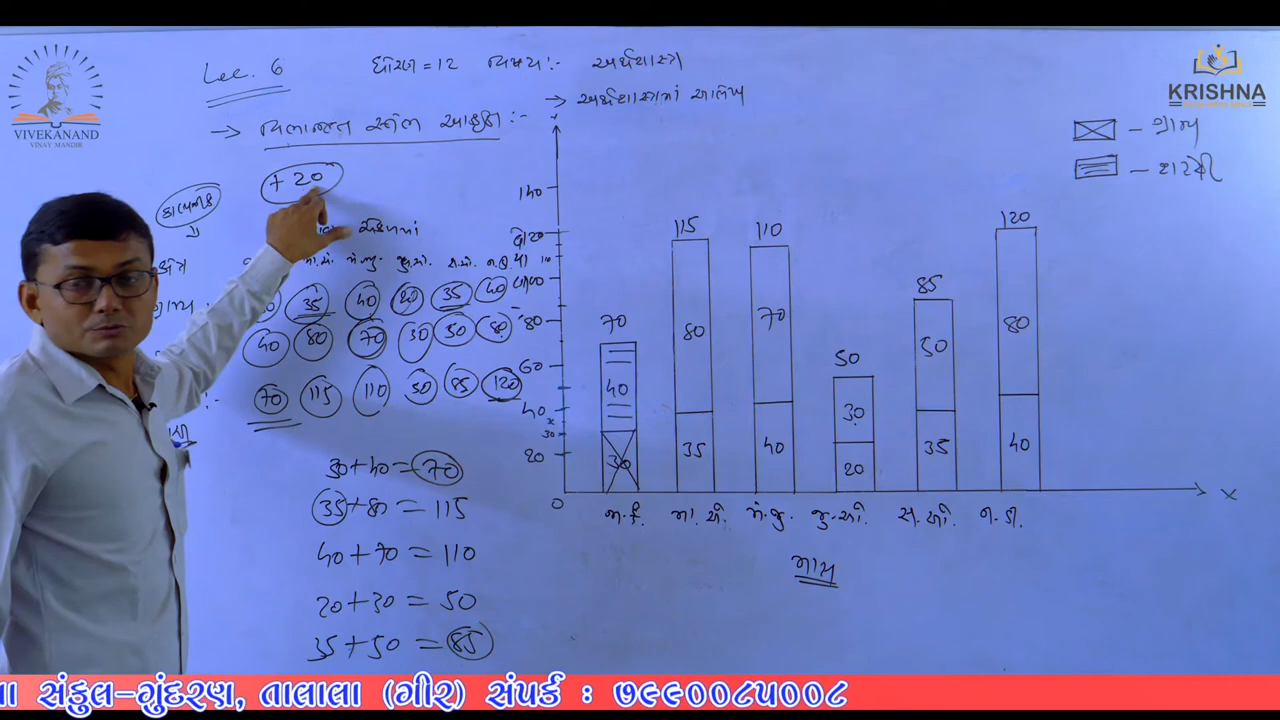 VIVEKANAND
VINAY MANDIR
KRISHNA
Lec. 6 ધોરણ = 12 વિષય :- અર્થશાસ્ત્ર
→ અર્થશાસ્ત્રમાં આલેખ
→ વિભાજીત સ્તંભ આકૃતિ :-
- ગ્રામ્ય
- શહેરી
+ 20
કાલ્પનિક
35 40 20 35 40
40 80 70 30 50 80
70 115 110 50 85 120
30+40 = 70
35+80 = 115
40+70 = 110
20+30 = 50
35+50 = 85
140
120
100
80
60
40
30
20
0
X
70 115 110 50 85 120
40 80 70 30 50 80
30 35 40 20 35 40
જા.ફે. મા.એ. મે.જૂ. જુ.ઓ. સ.ઓ. ન.ડી.
માસ
ા સંકુલ-ગુંદરણ, તાલાલા (ગીર) સંપર્ક : ૭૯૯૦૦૮૫૦૦૮